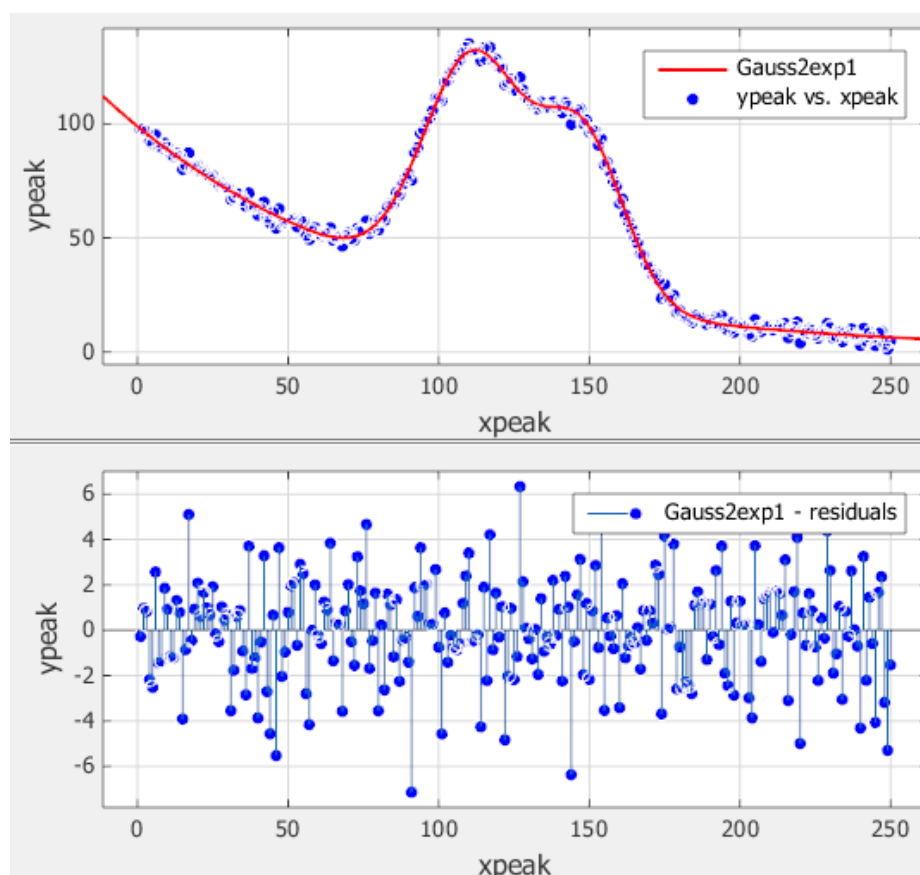 Gauss2exp1
ypeak vs. xpeak
ypeak
100
50
0
0 50 100 150 200 250
xpeak
Gauss2exp1 - residuals
ypeak
6
4
2
0
-2
-4
-6
0 50 100 150 200 250
xpeak